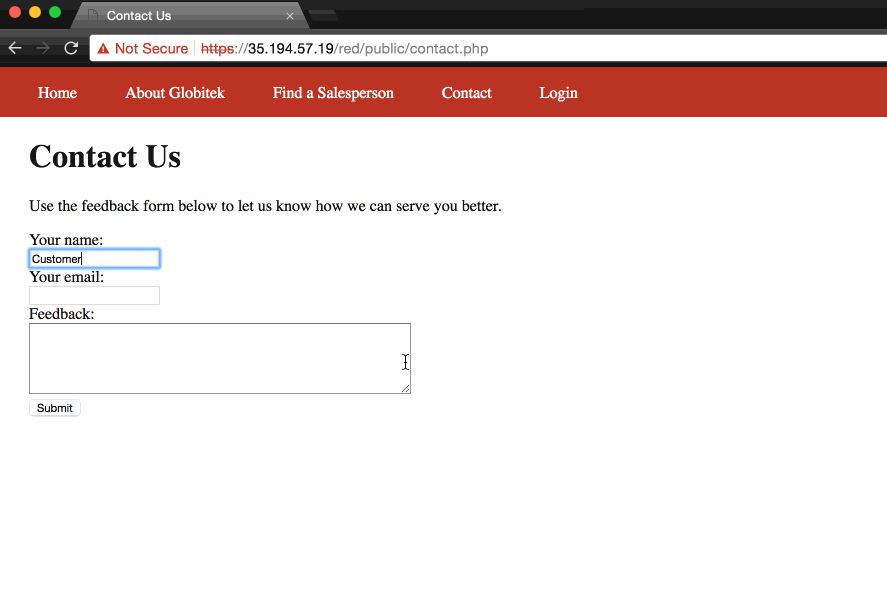 Contact Us
Not Secure https://35.194.57.19/red/public/contact.php
Home About Globitek Find a Salesperson Contact Login
Contact Us
Use the feedback form below to let us know how we can serve you better.
Your name:
Customer
Your email:
Feedback:
Submit